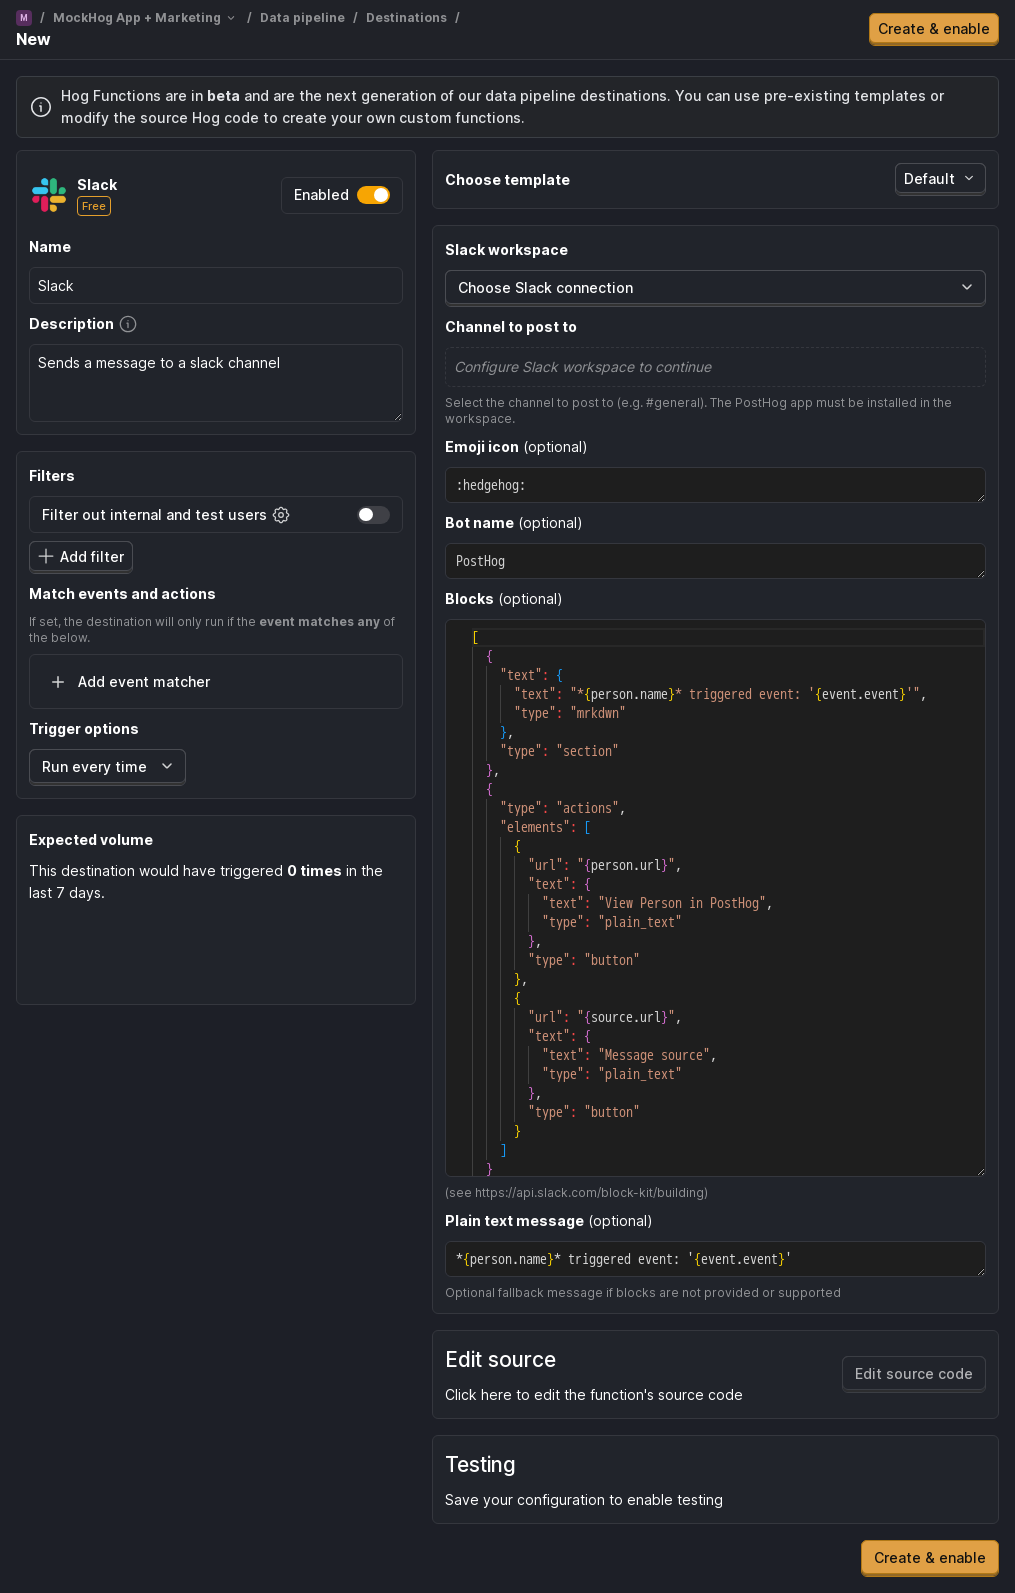 M / MockHog App + Marketing / Data pipeline / Destinations /
New
Create & enable
Hog Functions are in beta and are the next generation of our data pipeline destinations. You can use pre-existing templates or
modify the source Hog code to create your own custom functions.
Slack
Free
Enabled
Name
Slack
Description
Sends a message to a slack channel
Filters
Filter out internal and test users
Add filter
Match events and actions
If set, the destination will only run if the event matches any of
the below.
Add event matcher
Trigger options
Run every time
Expected volume
This destination would have triggered 0 times in the
last 7 days.
Choose template
Default
Slack workspace
Choose Slack connection
Channel to post to
Configure Slack workspace to continue
Select the channel to post to (e.g. #general). The PostHog app must be installed in the
workspace.
Emoji icon (optional)
:hedgehog:
Bot name (optional)
PostHog
Blocks (optional)
[
{
"text": {
"text": "*{person.name}* triggered event: '{event.event}'",
"type": "mrkdwn"
},
"type": "section"
},
{
"type": "actions",
"elements": [
{
"url": "{person.url}",
"text": {
"text": "View Person in PostHog",
"type": "plain_text"
},
"type": "button"
},
{
"url": "{source.url}",
"text": {
"text": "Message source",
"type": "plain_text"
},
"type": "button"
}
]
}
(see https://api.slack.com/block-kit/building)
Plain text message (optional)
*{person.name}* triggered event: '{event.event}'
Optional fallback message if blocks are not provided or supported
Edit source
Click here to edit the function's source code
Edit source code
Testing
Save your configuration to enable testing
Create & enable